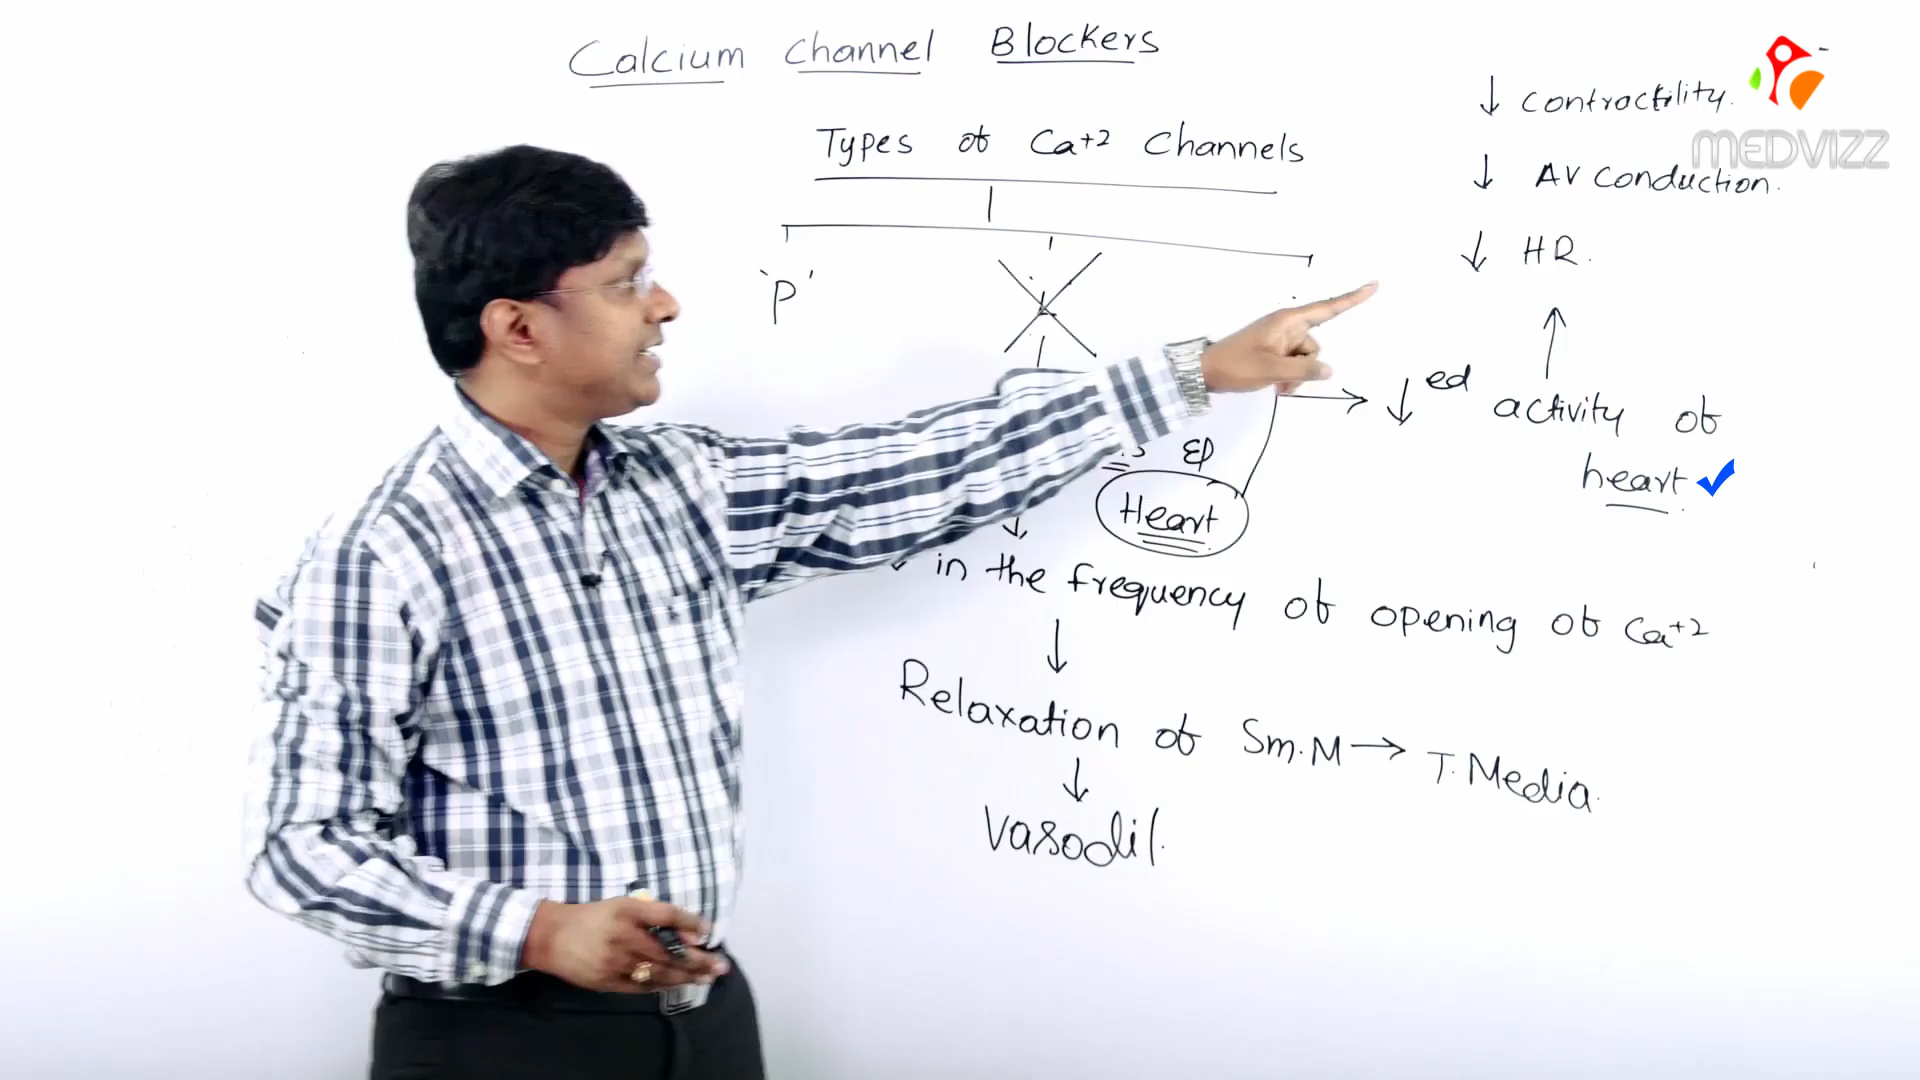 Calcium Channel Blockers
Types of Ca+2 Channels
'P'
L
↓ contractility.
MEDVIZZ
↓ AV conduction.
↓ HR.
↑
→ ↓ed activity of
heart ✓
Heart
↓
in the frequency of opening of Ca+2
↓
Relaxation of Sm.M → T. Media.
↓
Vasodil.